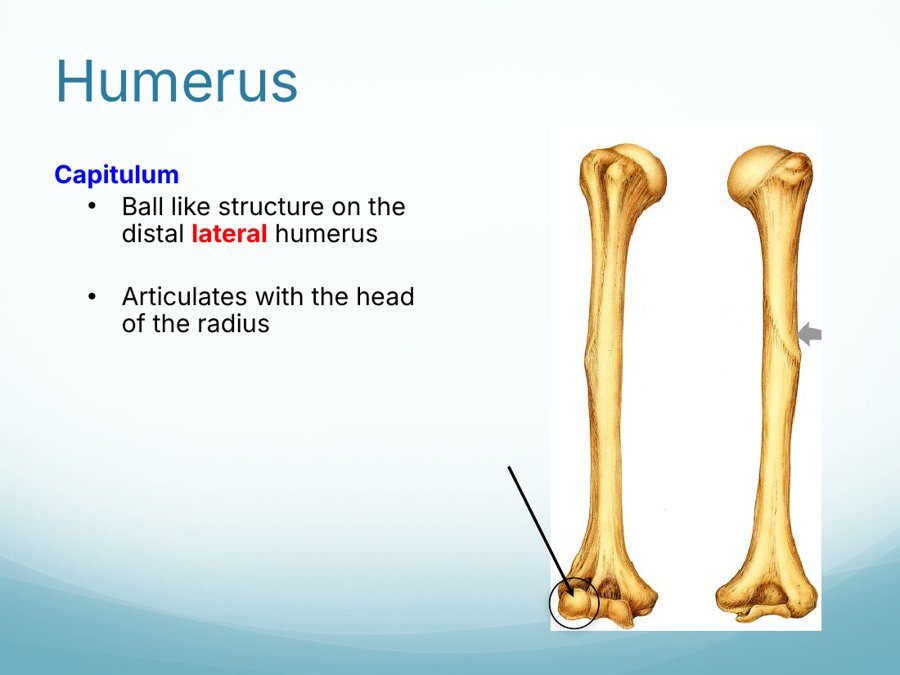 Humerus
Capitulum
• Ball like structure on the
distal lateral humerus
• Articulates with the head
of the radius